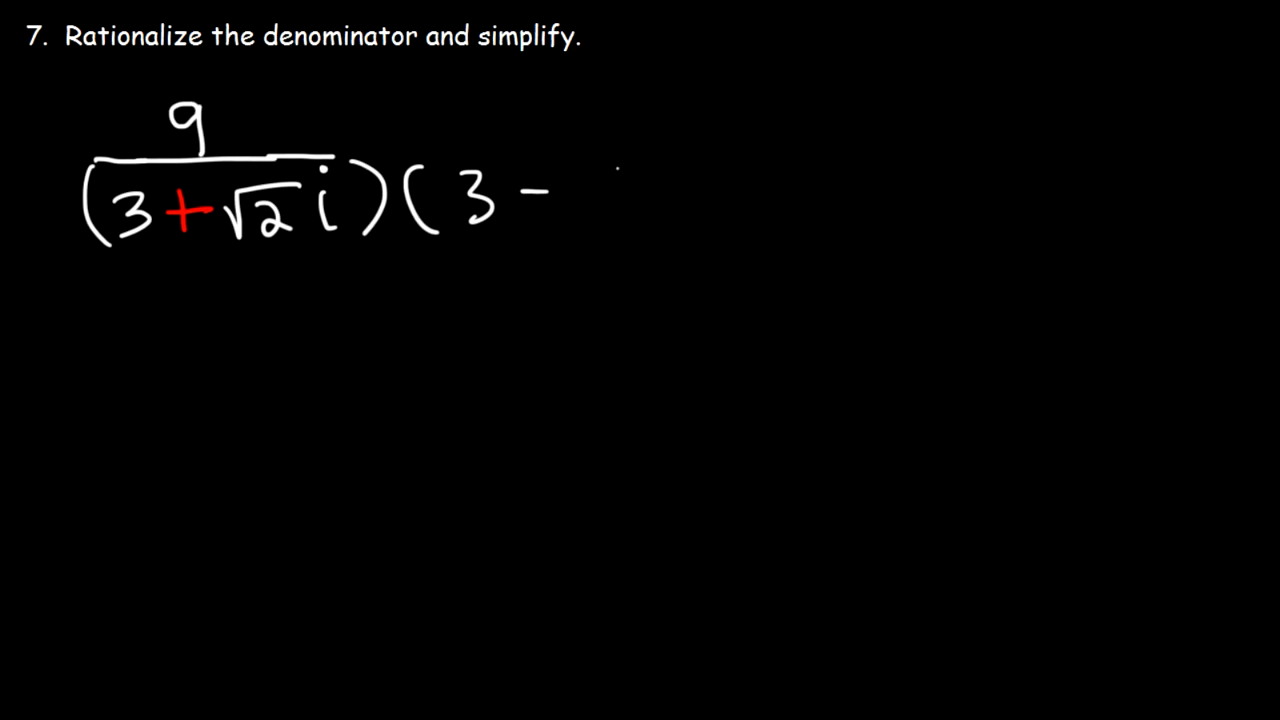 7. Rationalize the denominator and simplify.
9
(3 + √2 i) (3 −